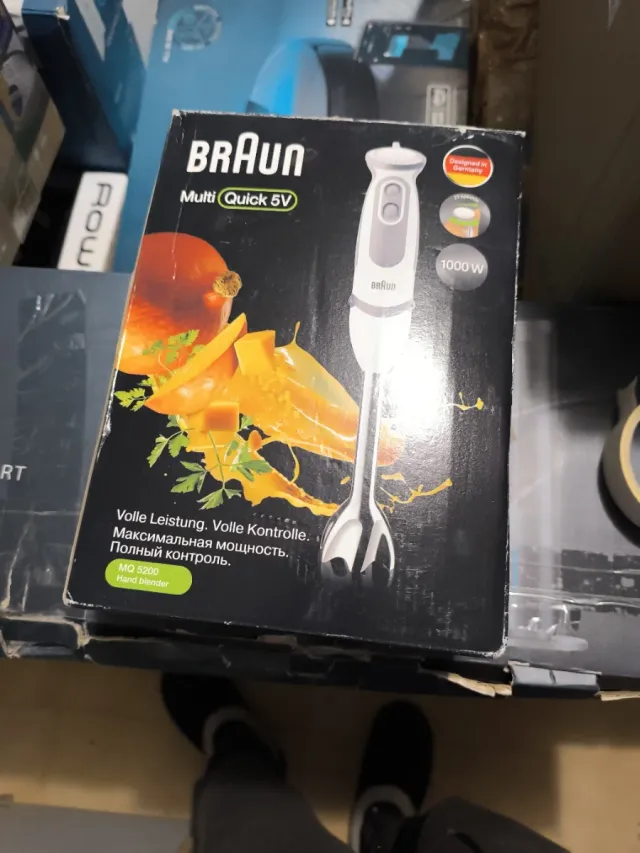 BRAUN
Multi Quick 5V
Designed in
Germany
1000 W
BRAUN
Volle Leistung. Volle Kontrolle.
Максимальная мощность.
Полный контроль.
MQ 5200
Hand blender
ROW
RT